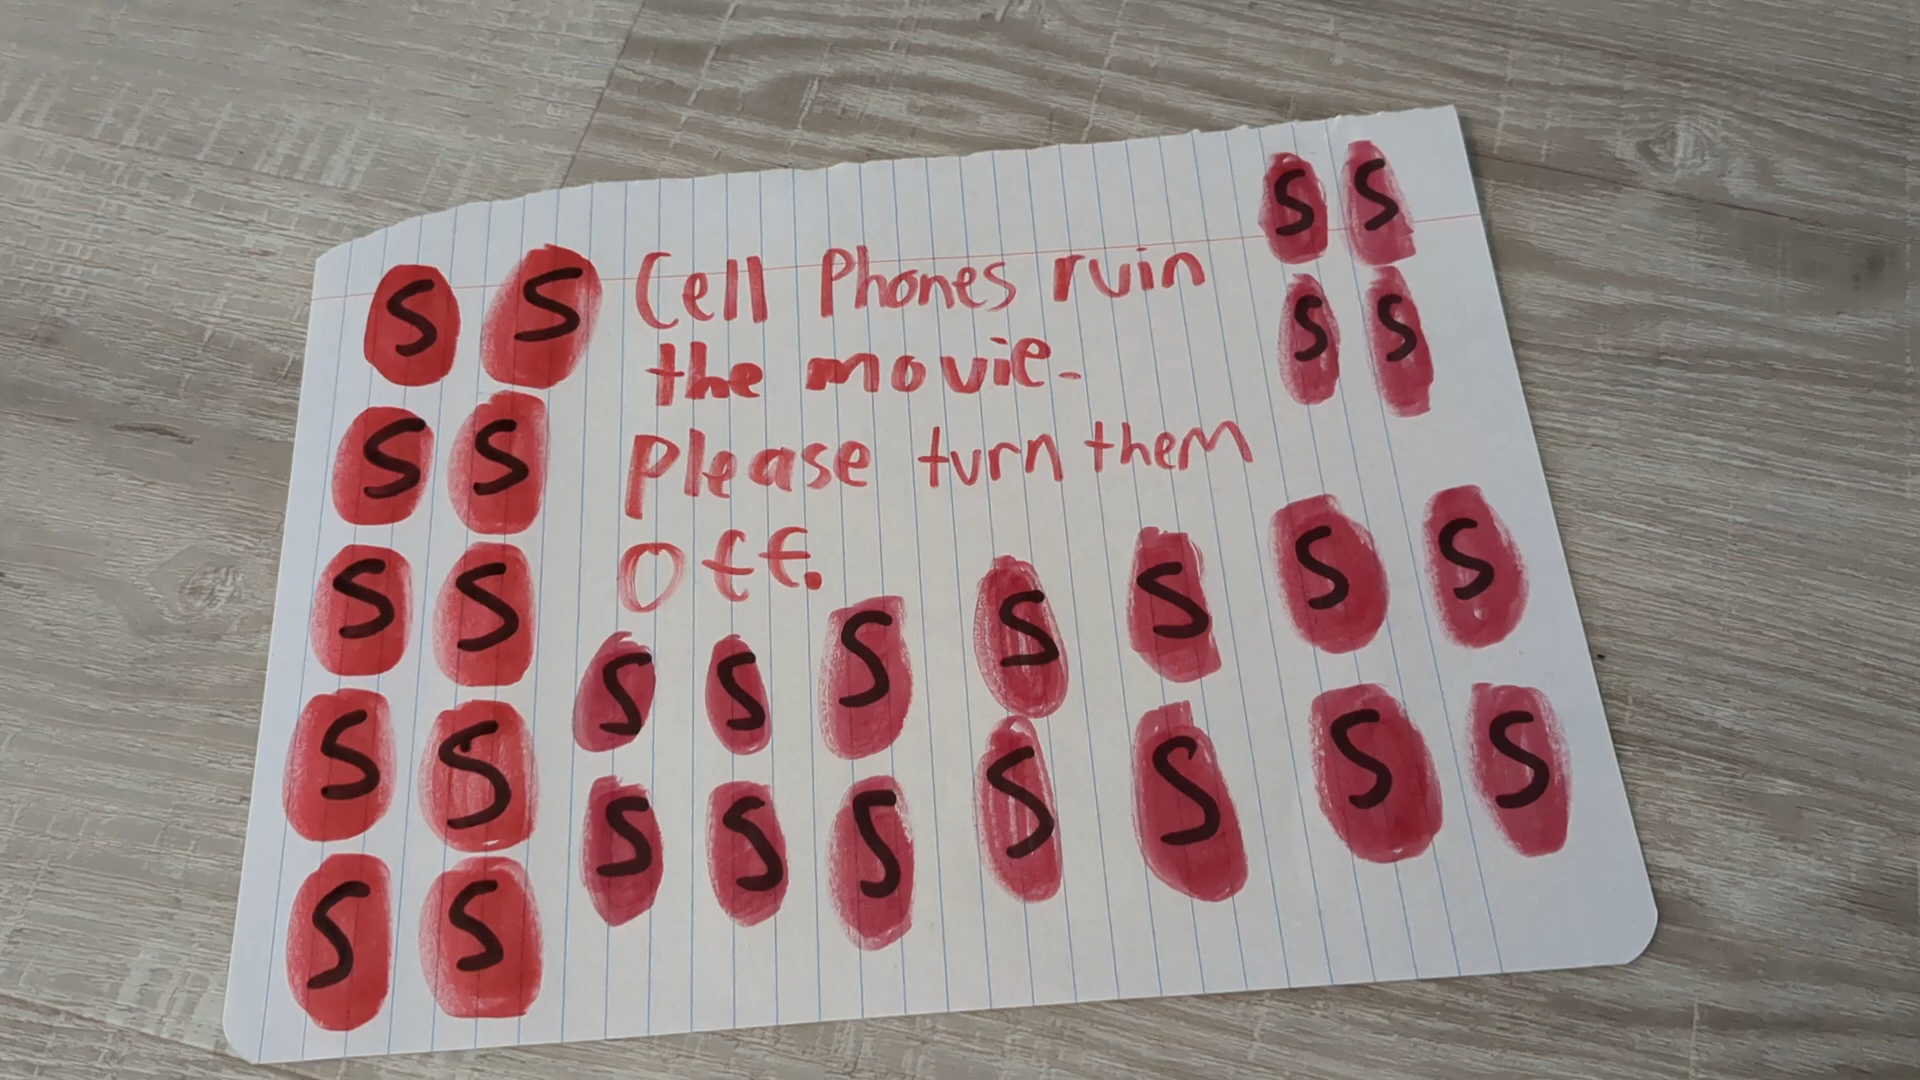 S S Cell Phones ruin S S
the movie- S S
S S please turn them
off.
S S S S S S S S S
S S S S S S S S S
S S